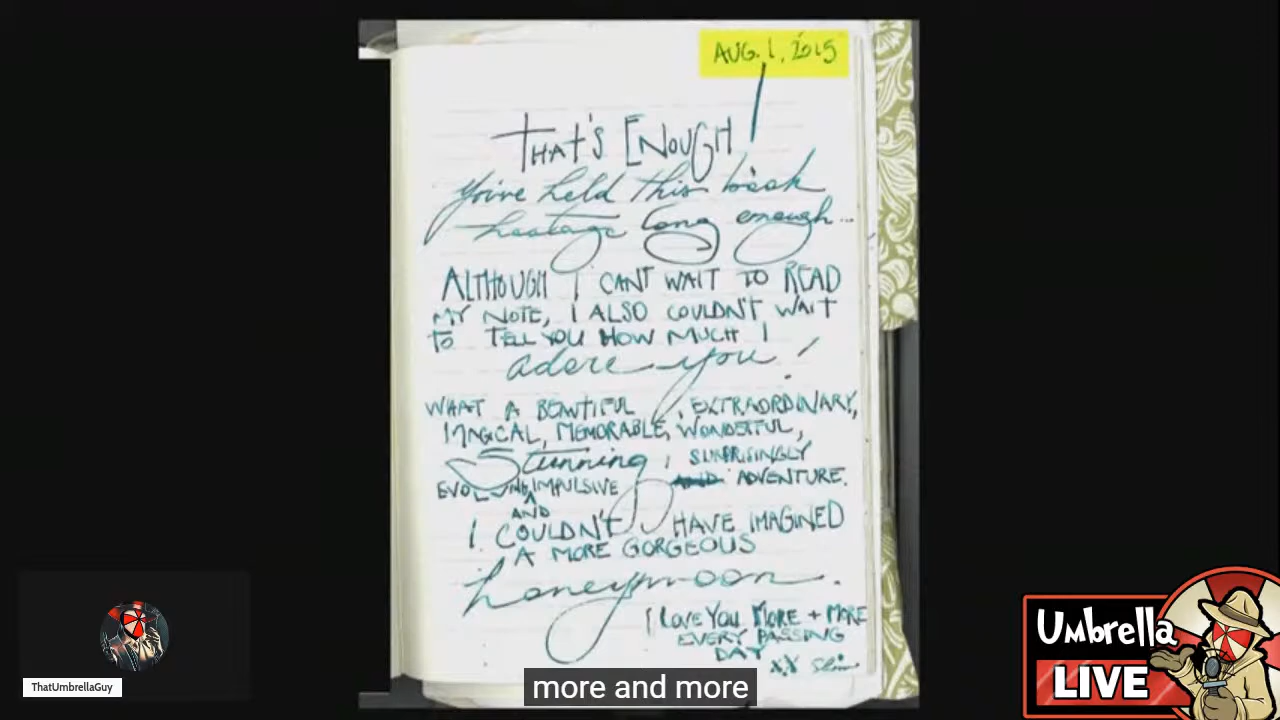 AUG. 1, 2015
THAT'S ENOUGH
You've held this book
hostage long enough...
ALTHOUGH I CAN'T WAIT TO READ
MY NOTE, I ALSO COULDN'T WAIT
TO TELL YOU HOW MUCH I
adore you!
WHAT A BEAUTIFUL, EXTRAORDINARY,
MAGICAL, MEMORABLE, WONDERFUL,
Stunning, SURPRISINGLY
EVOLVING IMPULSIVE ADVENTURE.
AND
I COULDN'T HAVE IMAGINED
A MORE GORGEOUS
honeymoon.
I LOVE YOU MORE + MORE
EVERY PASSING
DAY
XX Slim
more and more
ThatUmbrellaGuy
UMBRELLA
LIVE